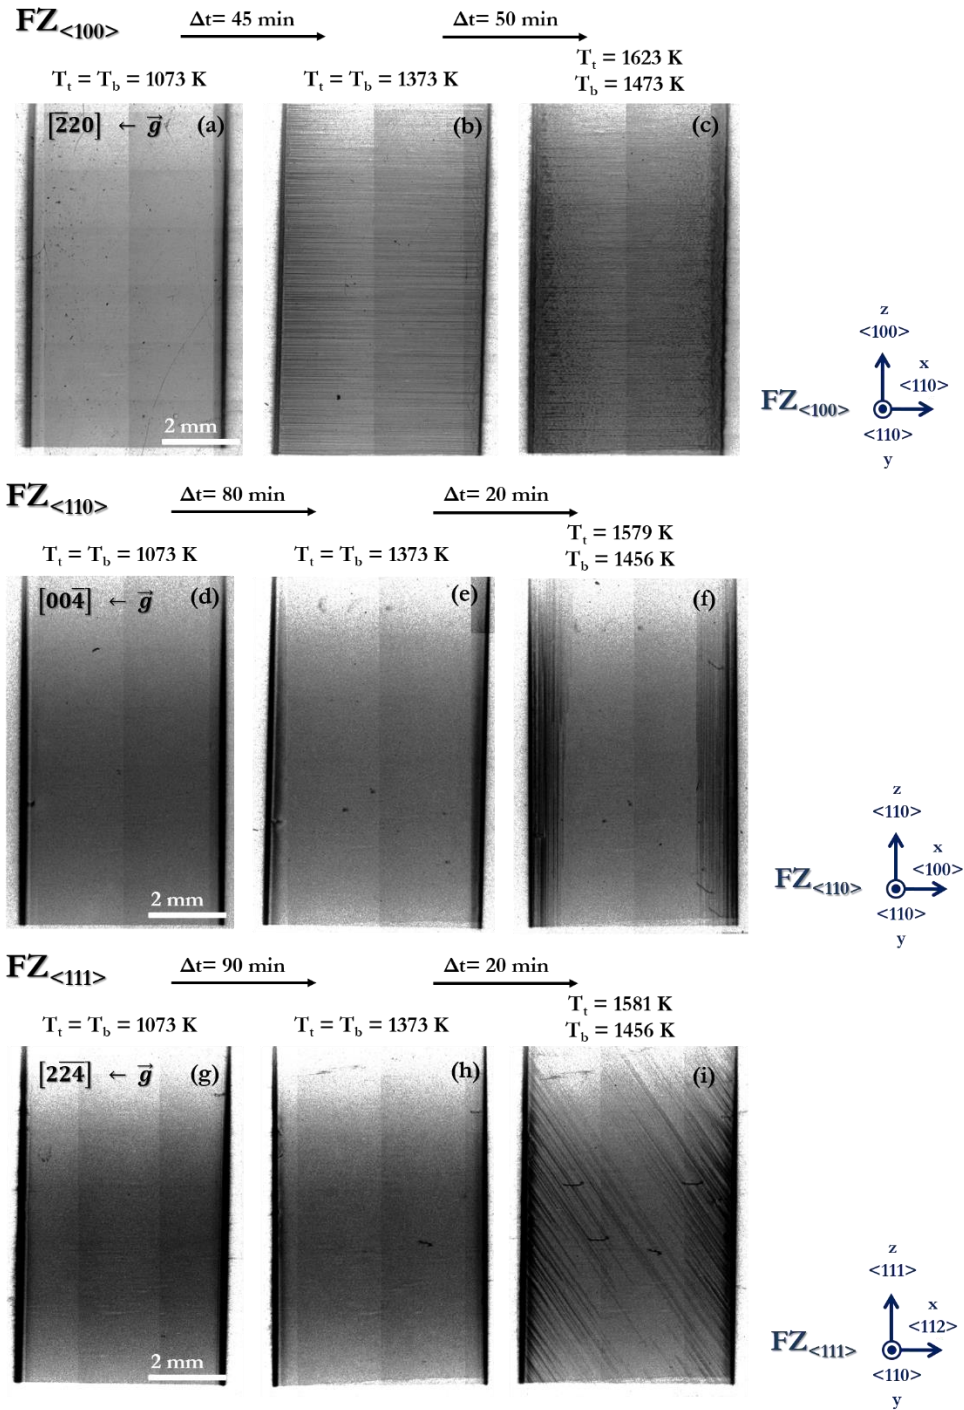 FZ<100> Δt= 45 min Δt= 50 min
Tt = Tb = 1073 K Tt = Tb = 1373 K Tt = 1623 K
Tb = 1473 K
[2̅20] ← g⃗ (a) (b) (c)
2 mm
z
<100>
x
<110>
FZ<100>
<110>
y
FZ<110> Δt= 80 min Δt= 20 min
Tt = Tb = 1073 K Tt = Tb = 1373 K Tt = 1579 K
Tb = 1456 K
[004̅] ← g⃗ (d) (e) (f)
2 mm
z
<110>
x
<100>
FZ<110>
<110>
y
FZ<111> Δt= 90 min Δt= 20 min
Tt = Tb = 1073 K Tt = Tb = 1373 K Tt = 1581 K
Tb = 1456 K
[22̅4̅] ← g⃗ (g) (h) (i)
2 mm
z
<111>
x
<112>
FZ<111>
<110>
y